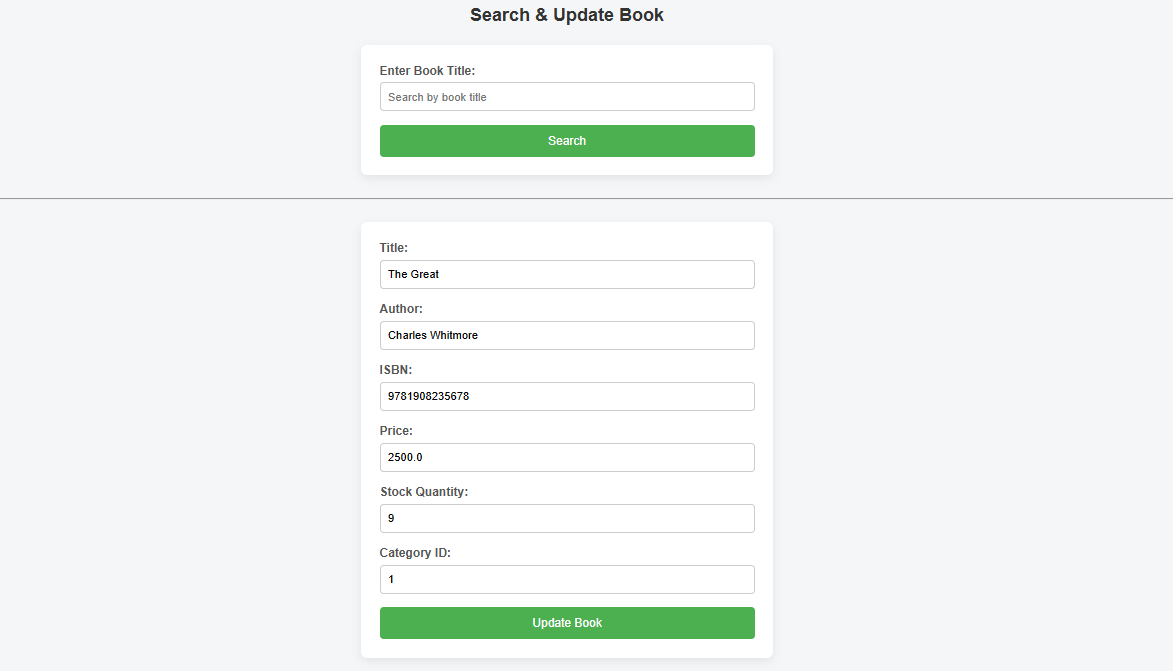 Search & Update Book
Enter Book Title:
Search by book title
Search
Title:
The Great
Author:
Charles Whitmore
ISBN:
9781908235678
Price:
2500.0
Stock Quantity:
9
Category ID:
1
Update Book